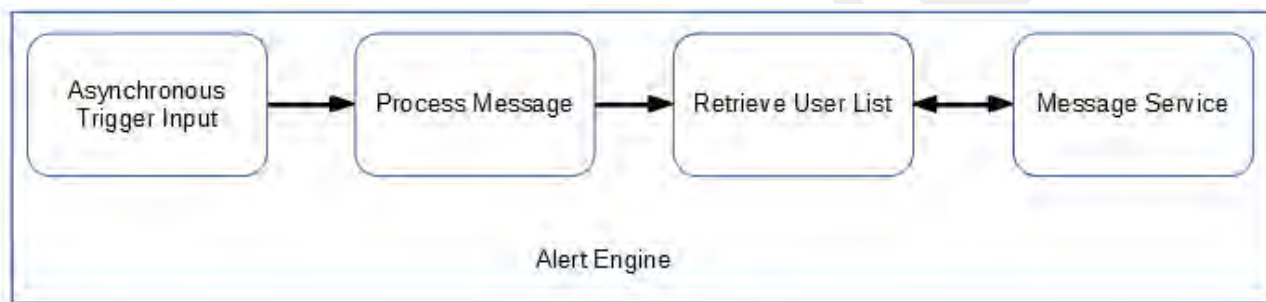 Asynchronous
Trigger Input
Process Message
Retrieve User List
Message Service
Alert Engine